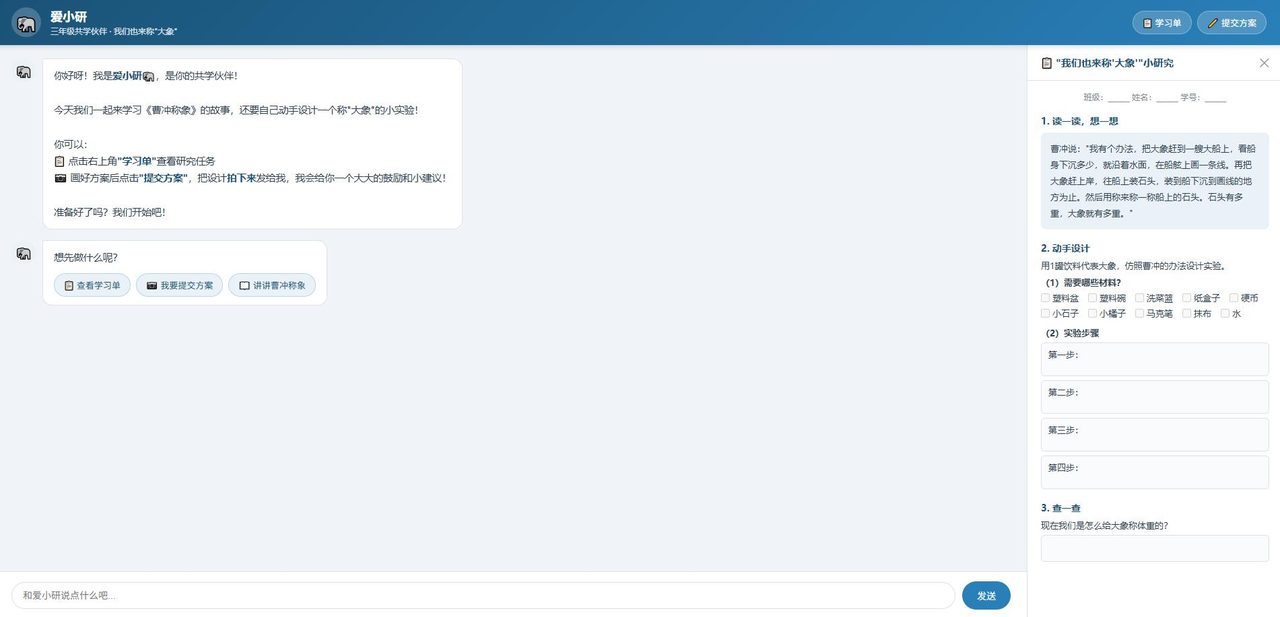 爱小研
三年级共学伙伴 · 我们也来称"大象"
📋 学习单
📏 提交方案
你好呀！我是爱小研🐘，是你的共学伙伴！
今天我们一起来学习《曹冲称象》的故事，还要自己动手设计一个称"大象"的小实验！
你可以：
📋 点击右上角"学习单"查看研究任务
📷 画好方案后点击"提交方案"，把设计拍下来发给我，我会给你一个大大的鼓励和小建议！
准备好了吗？我们开始吧！
想先做什么呢？
📋 查看学习单
📷 我要提交方案
📖 讲讲曹冲称象
和爱小研说点什么吧...
发送
📋 "我们也来称'大象'"小研究
班级：_____ 姓名：_____ 学号：_____
1. 读一读，想一想
曹冲说："我有个办法，把大象赶到一艘大船上，看船
身下沉多少，就沿着水面，在船舷上画一条线。再把
大象赶上岸，往船上装石头，装到船下沉到画线的地
方为止。然后用称来称一称船上的石头。石头有多
重，大象就有多重。"
2. 动手设计
用1罐饮料代表大象，仿照曹冲的办法设计实验。
（1）需要哪些材料？
塑料盆 塑料碗 洗菜篮 纸盒子 硬币
小石子 小橘子 马克笔 抹布 水
（2）实验步骤
第一步：
第二步：
第三步：
第四步：
3. 查一查
现在我们是怎么给大象称体重的？